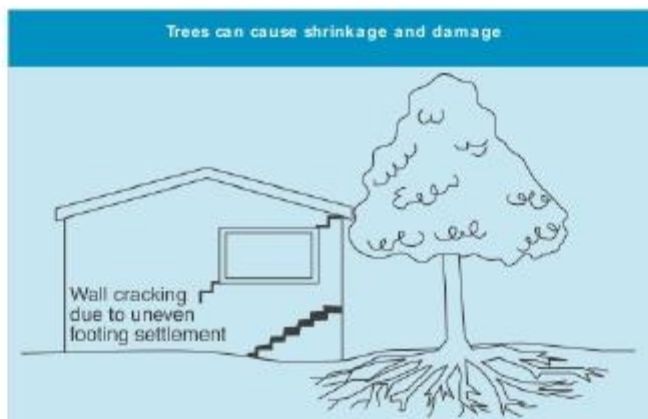 Trees can cause shrinkage and damage
Wall cracking
due to uneven
footing settlement